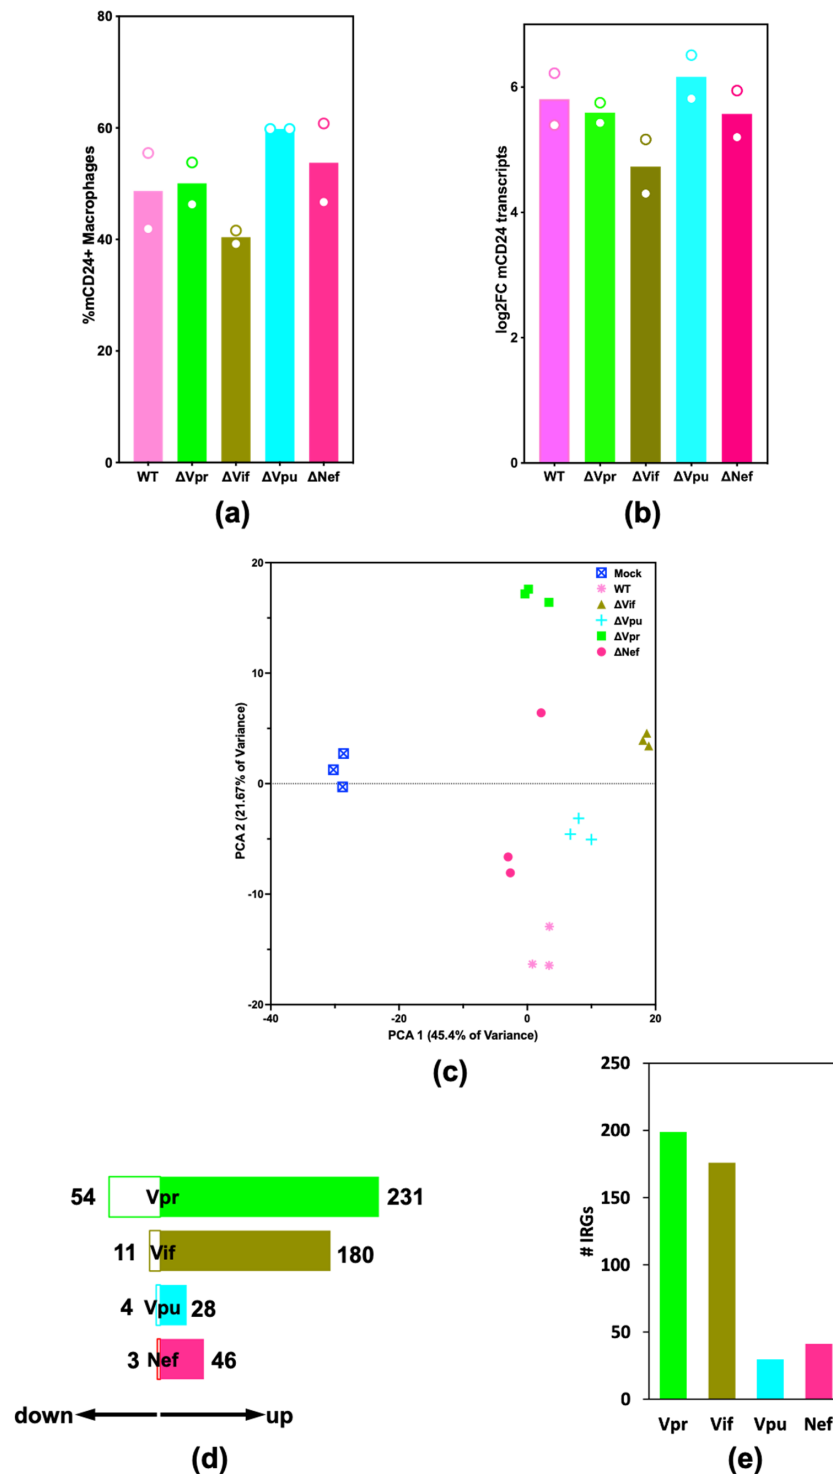 80
60
40
20
0
%mCD24+ Macrophages
WT ΔVpr ΔVif ΔVpu ΔNef
(a)
6
4
2
0
log2FC mCD24 transcripts
WT ΔVpr ΔVif ΔVpu ΔNef
(b)
20
10
0
-10
-20
PCA 2 (21.67% of Variance)
-40 -20 0 20
PCA 1 (45.4% of Variance)
Mock
WT
ΔVif
ΔVpu
ΔVpr
ΔNef
(c)
54 Vpr 231
11 Vif 180
4 Vpu 28
3 Nef 46
down up
(d)
250
200
150
100
50
0
# IRGs
Vpr Vif Vpu Nef
(e)